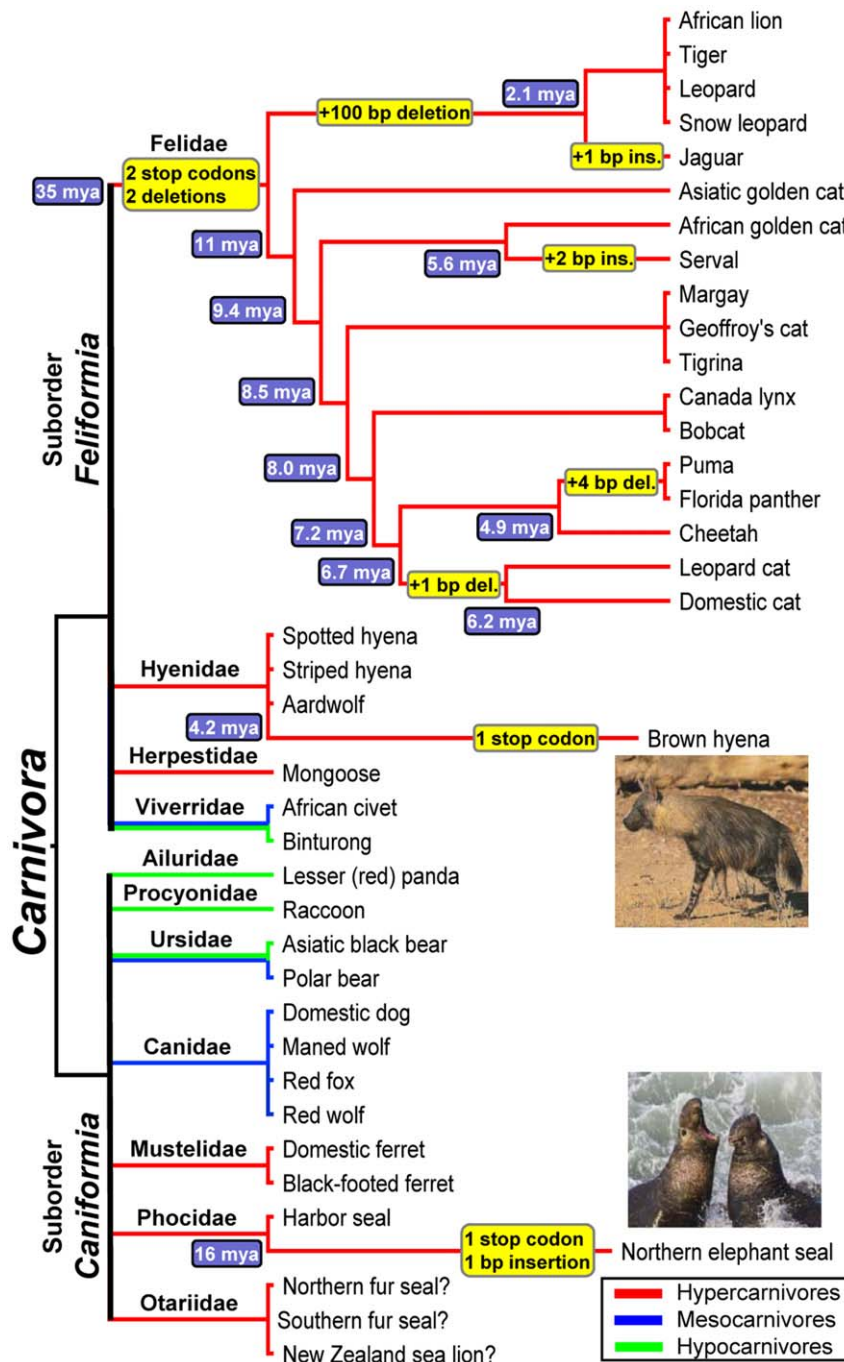 African lion
Tiger
2.1 mya
Leopard
+100 bp deletion
Snow leopard
Felidae
+1 bp ins.
Jaguar
35 mya
2 stop codons
2 deletions
Asiatic golden cat
African golden cat
11 mya
5.6 mya
+2 bp ins.
Serval
Margay
9.4 mya
Geoffroy's cat
Tigrina
8.5 mya
Canada lynx
Bobcat
8.0 mya
Puma
+4 bp del.
Florida panther
7.2 mya
4.9 mya
Cheetah
6.7 mya
+1 bp del.
Leopard cat
Domestic cat
6.2 mya
Suborder
Feliformia
Spotted hyena
Hyenidae
Striped hyena
Aardwolf
4.2 mya
1 stop codon
Brown hyena
Herpestidae
Mongoose
Viverridae
African civet
Binturong
Carnivora
Ailuridae
Lesser (red) panda
Procyonidae
Raccoon
Ursidae
Asiatic black bear
Polar bear
Domestic dog
Canidae
Maned wolf
Red fox
Red wolf
Suborder
Caniformia
Mustelidae
Domestic ferret
Black-footed ferret
Phocidae
Harbor seal
16 mya
1 stop codon
1 bp insertion
Northern elephant seal
Otariidae
Northern fur seal?
Southern fur seal?
New Zealand sea lion?
Hypercarnivores
Mesocarnivores
Hypocarnivores